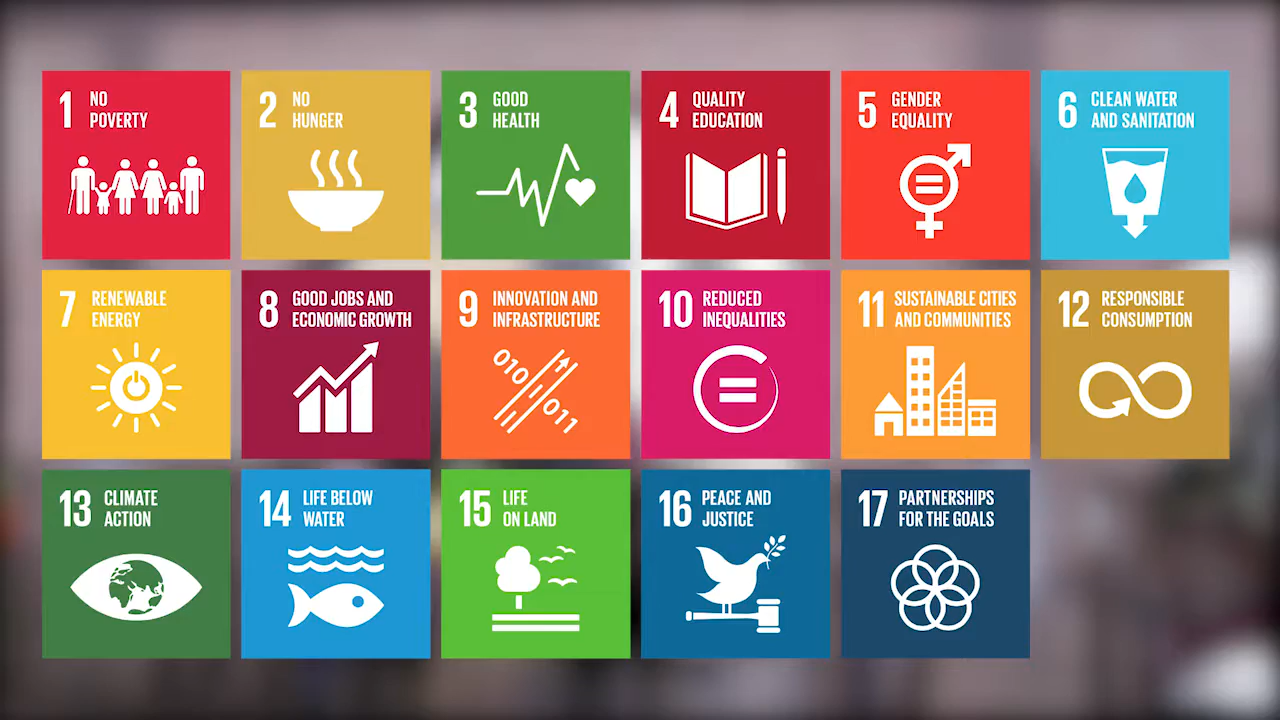 1 NO
POVERTY
2 NO
HUNGER
3 GOOD
HEALTH
4 QUALITY
EDUCATION
5 GENDER
EQUALITY
6 CLEAN WATER
AND SANITATION
7 RENEWABLE
ENERGY
8 GOOD JOBS AND
ECONOMIC GROWTH
9 INNOVATION AND
INFRASTRUCTURE
010
011
10 REDUCED
INEQUALITIES
11 SUSTAINABLE CITIES
AND COMMUNITIES
12 RESPONSIBLE
CONSUMPTION
13 CLIMATE
ACTION
14 LIFE BELOW
WATER
15 LIFE
ON LAND
16 PEACE AND
JUSTICE
17 PARTNERSHIPS
FOR THE GOALS